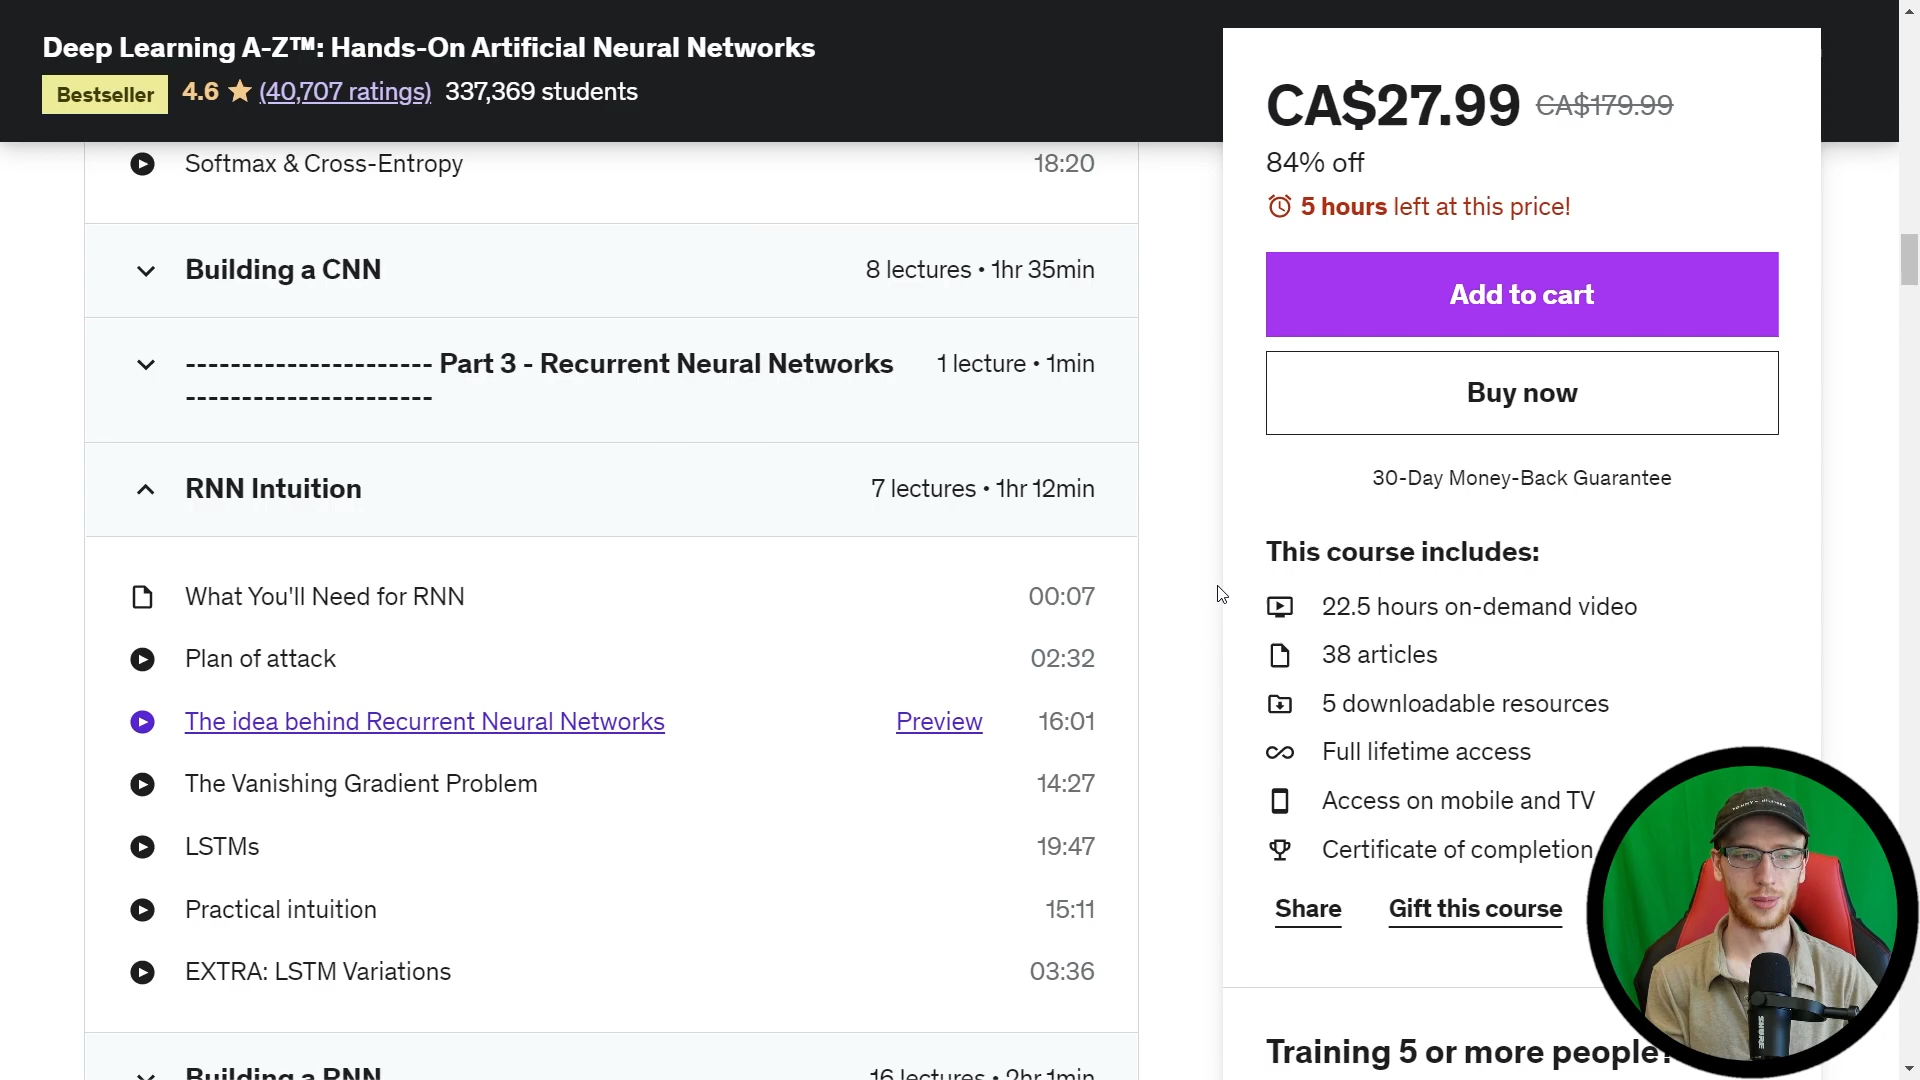 Deep Learning A-Z™: Hands-On Artificial Neural Networks
Bestseller 4.6 (40,707 ratings) 337,369 students
Softmax & Cross-Entropy 18:20
Building a CNN 8 lectures • 1hr 35min
---------------------- Part 3 - Recurrent Neural Networks 1 lecture • 1min
----------------------
RNN Intuition 7 lectures • 1hr 12min
What You'll Need for RNN 00:07
Plan of attack 02:32
The idea behind Recurrent Neural Networks Preview 16:01
The Vanishing Gradient Problem 14:27
LSTMs 19:47
Practical intuition 15:11
EXTRA: LSTM Variations 03:36
Building a RNN 16 lectures • 2hr 1min
CA$27.99 CA$179.99
84% off
5 hours left at this price!
Add to cart
Buy now
30-Day Money-Back Guarantee
This course includes:
22.5 hours on-demand video
38 articles
5 downloadable resources
Full lifetime access
Access on mobile and TV
Certificate of completion
Share Gift this course
Training 5 or more people?
SHURE